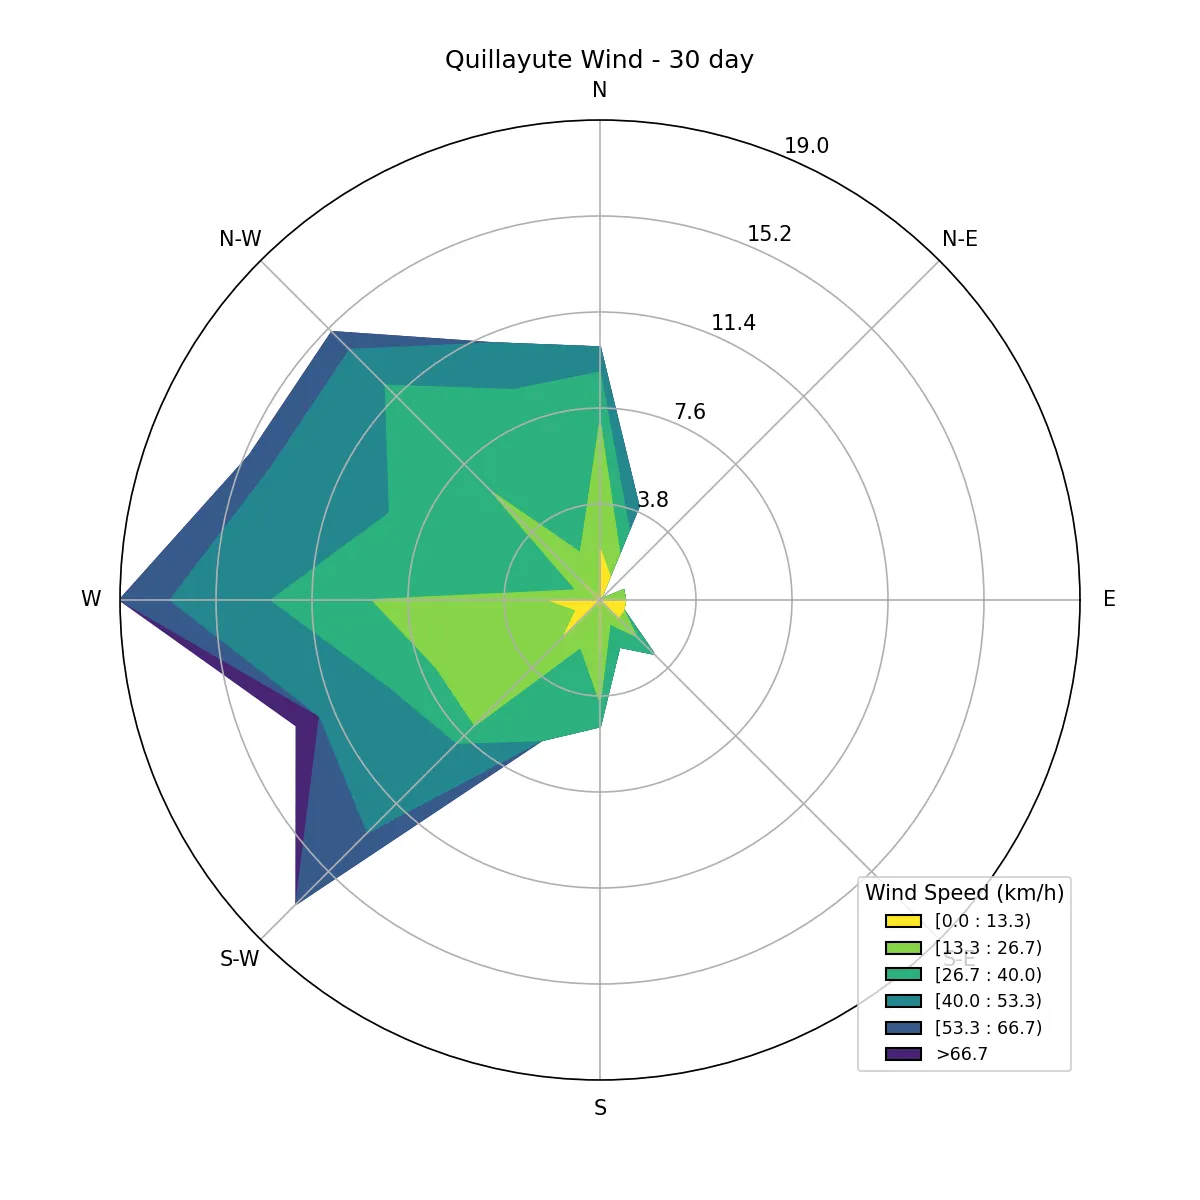 Quillayute Wind - 30 day
N
19.0
N-W
N-E
15.2
11.4
7.6
3.8
W
E
S-W
S-E
S
Wind Speed (km/h)
[0.0 : 13.3)
[13.3 : 26.7)
[26.7 : 40.0)
[40.0 : 53.3)
[53.3 : 66.7)
>66.7